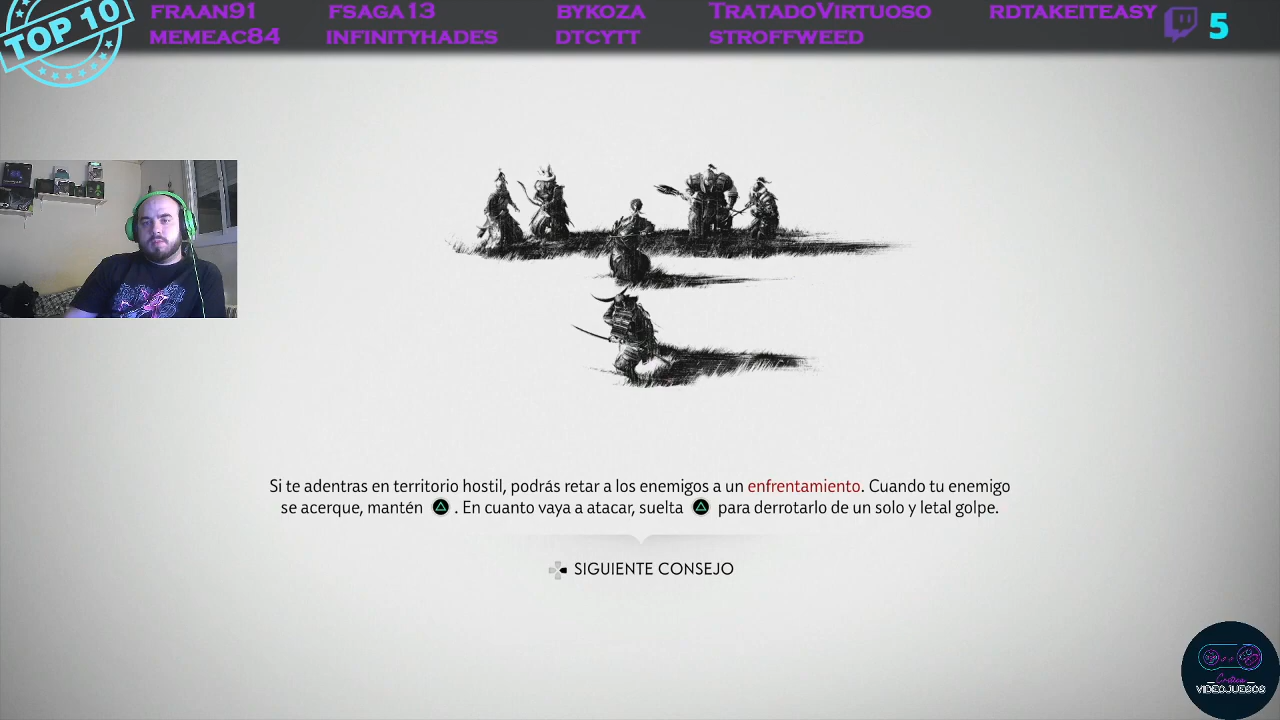 TOP 10
FRAAN91 FSAGA13 BYKOZA TRATADOVIRTUOSO RDTAKEITEASY 5
MEMEAC84 INFINITYHADES DTCYTT STROFFWEED
Si te adentras en territorio hostil, podrás retar a los enemigos a un enfrentamiento. Cuando tu enemigo
se acerque, mantén . En cuanto vaya a atacar, suelta para derrotarlo de un solo y letal golpe.
SIGUIENTE CONSEJO
Crítica
VIDEOJUEGOS